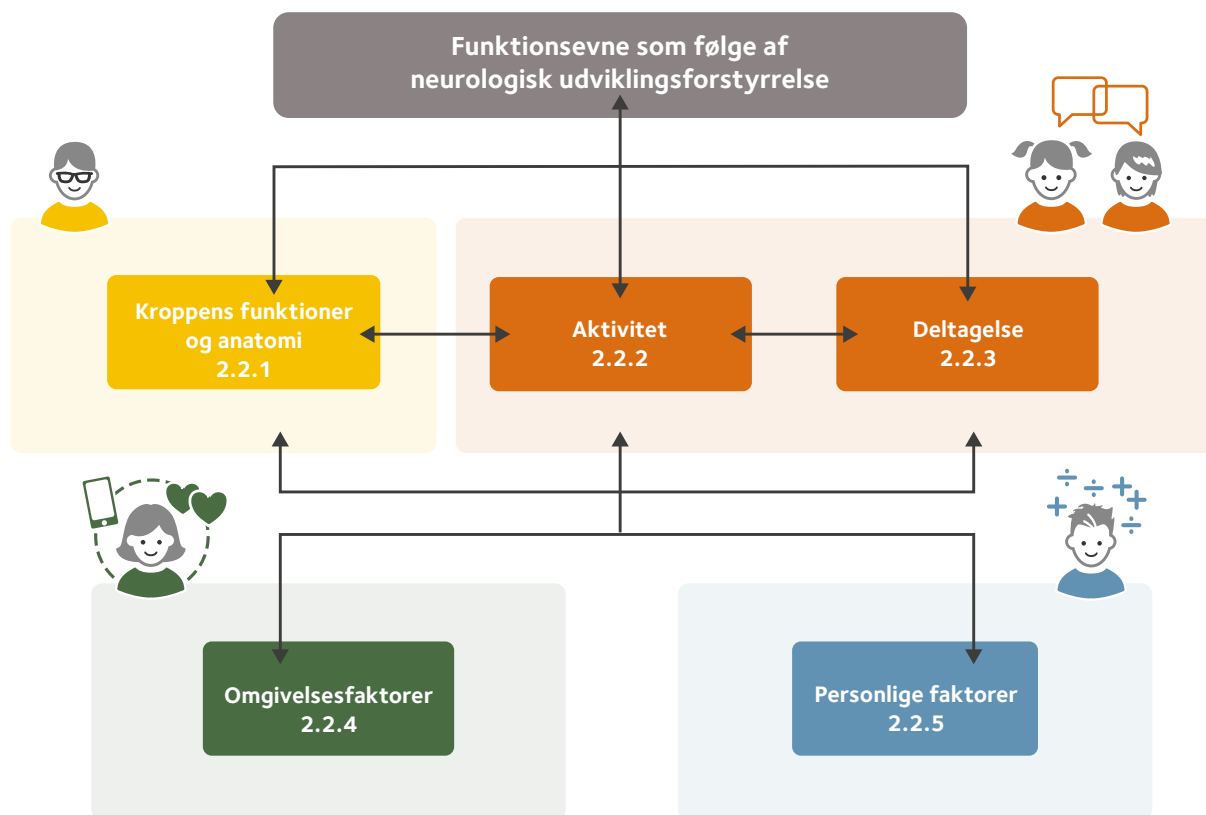 Funktionsevne som følge af
neurologisk udviklingsforstyrrelse
Kroppens funktioner
og anatomi
2.2.1
Aktivitet
2.2.2
Deltagelse
2.2.3
Omgivelsesfaktorer
2.2.4
Personlige faktorer
2.2.5